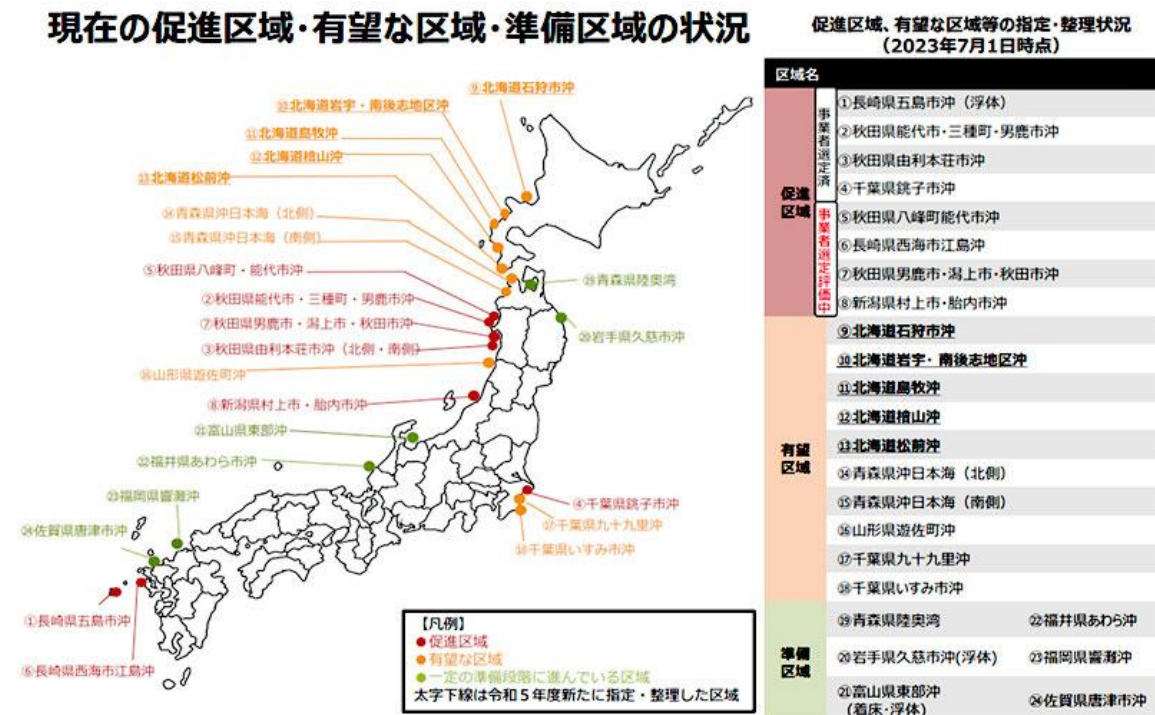 現在の促進区域・有望な区域・準備区域の状況
⑨北海道石狩市沖
⑩北海道岩宇・南後志地区沖
⑪北海道島牧沖
⑫北海道檜山沖
⑬北海道松前沖
⑭青森県沖日本海（北側）
⑮青森県沖日本海（南側）
⑤秋田県八峰町・能代市沖
⑲青森県陸奥湾
②秋田県能代市・三種町・男鹿市沖
⑦秋田県男鹿市・潟上市・秋田市沖
⑳岩手県久慈市沖
③秋田県由利本荘市沖（北側・南側）
⑯山形県遊佐町沖
⑧新潟県村上市・胎内市沖
㉑富山県東部沖
㉒福井県あわら市沖
㉓福岡県響灘沖
④千葉県銚子市沖
⑰千葉県九十九里沖
㉔佐賀県唐津市沖
⑱千葉県いすみ市沖
①長崎県五島市沖
⑥長崎県西海市江島沖
【凡例】
促進区域
有望な区域
一定の準備段階に進んでいる区域
太字下線は令和５年度新たに指定・整理した区域
促進区域、有望な区域等の指定・整理状況
（2023年7月1日時点）
区域名
促進区域
事業者選定済
①長崎県五島市沖（浮体）
②秋田県能代市・三種町・男鹿市沖
③秋田県由利本荘市沖
④千葉県銚子市沖
事業者選定評価中
⑤秋田県八峰町能代市沖
⑥長崎県西海市江島沖
⑦秋田県男鹿市・潟上市・秋田市沖
⑧新潟県村上市・胎内市沖
有望区域
⑨北海道石狩市沖
⑩北海道岩宇・南後志地区沖
⑪北海道島牧沖
⑫北海道檜山沖
⑬北海道松前沖
⑭青森県沖日本海（北側）
⑮青森県沖日本海（南側）
⑯山形県遊佐町沖
⑰千葉県九十九里沖
⑱千葉県いすみ市沖
準備区域
⑲青森県陸奥湾 ㉒福井県あわら沖
⑳岩手県久慈市沖(浮体) ㉓福岡県響灘沖
㉑富山県東部沖
（着床・浮体） ㉔佐賀県唐津市沖